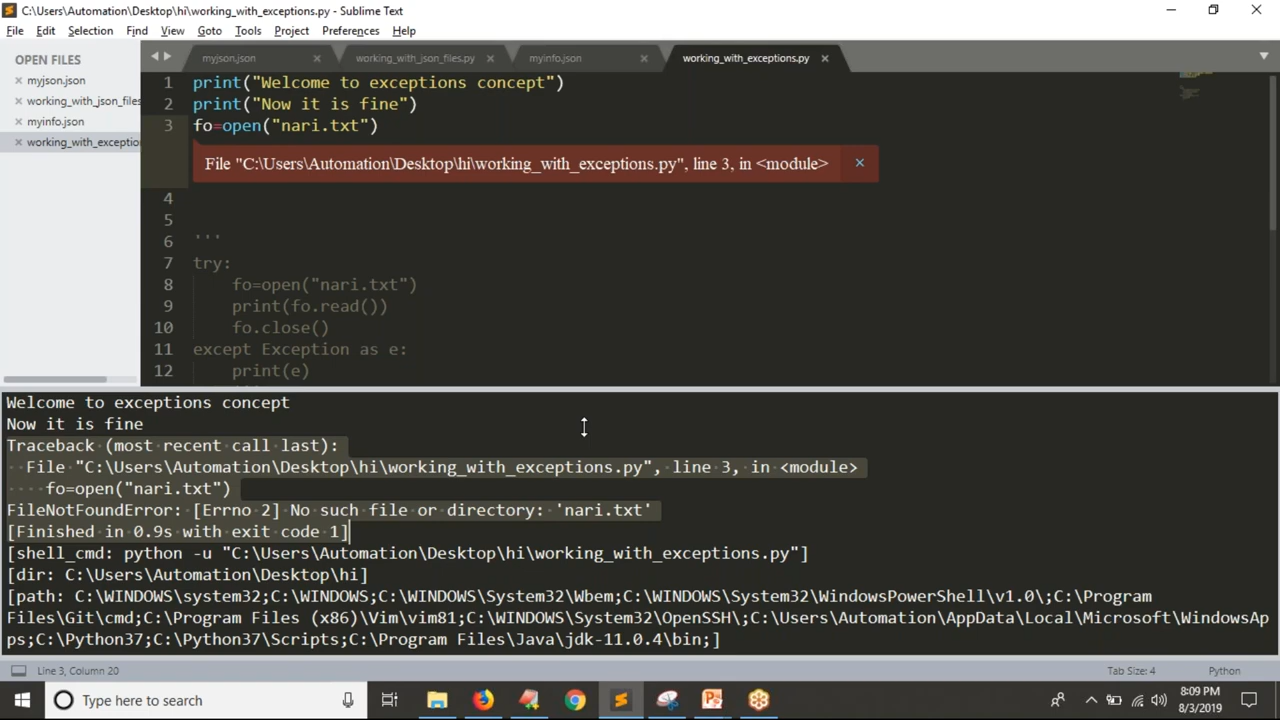 C:\Users\Automation\Desktop\hi\working_with_exceptions.py - Sublime Text
File Edit Selection View Find Goto Tools Project Preferences Help
OPEN FILES
myjson.json
working_with_json_files
myinfo.json
working_with_exceptio
myjson.json working_with_json_files.py myinfo.json working_with_exceptions.py
1 print("Welcome to exceptions concept")
2 print("Now it is fine")
3 fo=open("nari.txt")
File "C:\Users\Automation\Desktop\hi\working_with_exceptions.py", line 3, in <module>
4
5
6 '''
7 try:
8 fo=open("nari.txt")
9 print(fo.read())
10 fo.close()
11 except Exception as e:
12 print(e)
Welcome to exceptions concept
Now it is fine
Traceback (most recent call last):
File "C:\Users\Automation\Desktop\hi\working_with_exceptions.py", line 3, in <module>
fo=open("nari.txt")
FileNotFoundError: [Errno 2] No such file or directory: 'nari.txt'
[Finished in 0.9s with exit code 1]
[shell_cmd: python -u "C:\Users\Automation\Desktop\hi\working_with_exceptions.py"]
[dir: C:\Users\Automation\Desktop\hi]
[path: C:\WINDOWS\system32;C:\WINDOWS;C:\WINDOWS\System32\Wbem;C:\WINDOWS\System32\WindowsPowerShell\v1.0\;C:\Program
Files\Git\cmd;C:\Program Files (x86)\Vim\vim81;C:\WINDOWS\System32\OpenSSH\;C:\Users\Automation\AppData\Local\Microsoft\WindowsAp
ps;C:\Python37;C:\Python37\Scripts;C:\Program Files\Java\jdk-11.0.4\bin;]
Line 3, Column 20 Tab Size: 4 Python
Type here to search
8:09 PM
8/3/2019